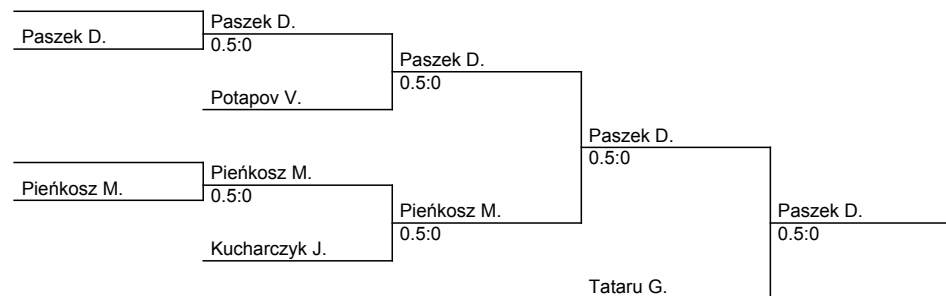 Paszek D.
Paszek D.
0.5:0
Potapov V.
Paszek D.
0.5:0
Pieńkosz M.
Pieńkosz M.
0.5:0
Kucharczyk J.
Pieńkosz M.
0.5:0
Paszek D.
0.5:0
Tataru G.
Paszek D.
0.5:0